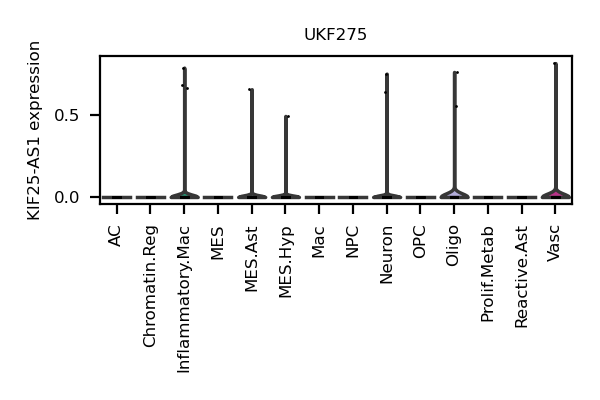 UKF275
KIF25-AS1 expression
0.5
0.0
AC
Chromatin.Reg
Inflammatory.Mac
MES
MES.Ast
MES.Hyp
Mac
NPC
Neuron
OPC
Oligo
Prolif.Metab
Reactive.Ast
Vasc